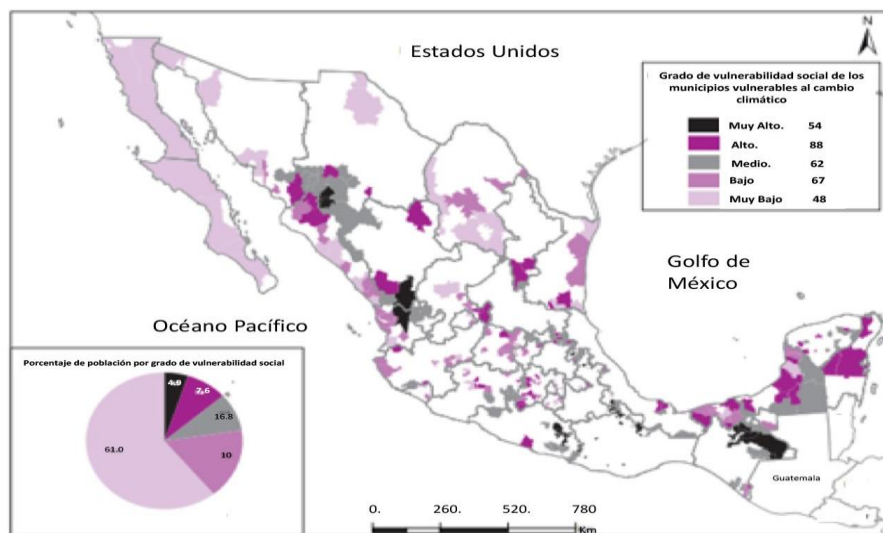 Estados Unidos
N
Grado de vulnerabilidad social de los
municipios vulnerables al cambio
climático
Muy Alto. 54
Alto. 88
Medio. 62
Bajo 67
Muy Bajo 48
Golfo de
México
Océano Pacífico
Porcentaje de población por grado de vulnerabilidad social
4.9
7.6
16.8
10
61.0
Guatemala
0. 260. 520. 780
Km